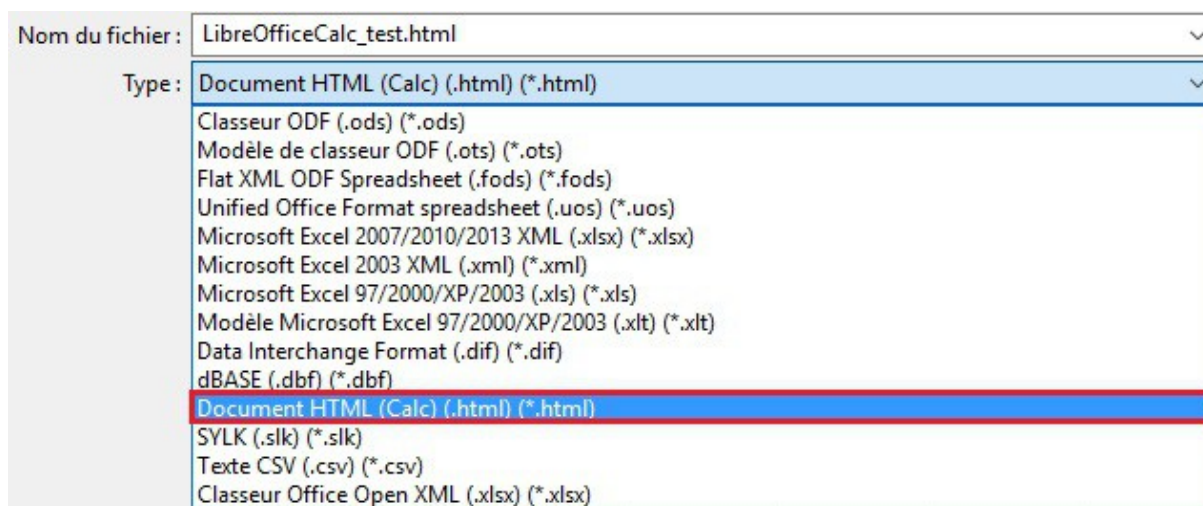 Nom du fichier : LibreOfficeCalc_test.html
Type : Document HTML (Calc) (.html) (*.html)
Classeur ODF (.ods) (*.ods)
Modèle de classeur ODF (.ots) (*.ots)
Flat XML ODF Spreadsheet (.fods) (*.fods)
Unified Office Format spreadsheet (.uos) (*.uos)
Microsoft Excel 2007/2010/2013 XML (.xlsx) (*.xlsx)
Microsoft Excel 2003 XML (.xml) (*.xml)
Microsoft Excel 97/2000/XP/2003 (.xls) (*.xls)
Modèle Microsoft Excel 97/2000/XP/2003 (.xlt) (*.xlt)
Data Interchange Format (.dif) (*.dif)
dBASE (.dbf) (*.dbf)
Document HTML (Calc) (.html) (*.html)
SYLK (.slk) (*.slk)
Texte CSV (.csv) (*.csv)
Classeur Office Open XML (.xlsx) (*.xlsx)